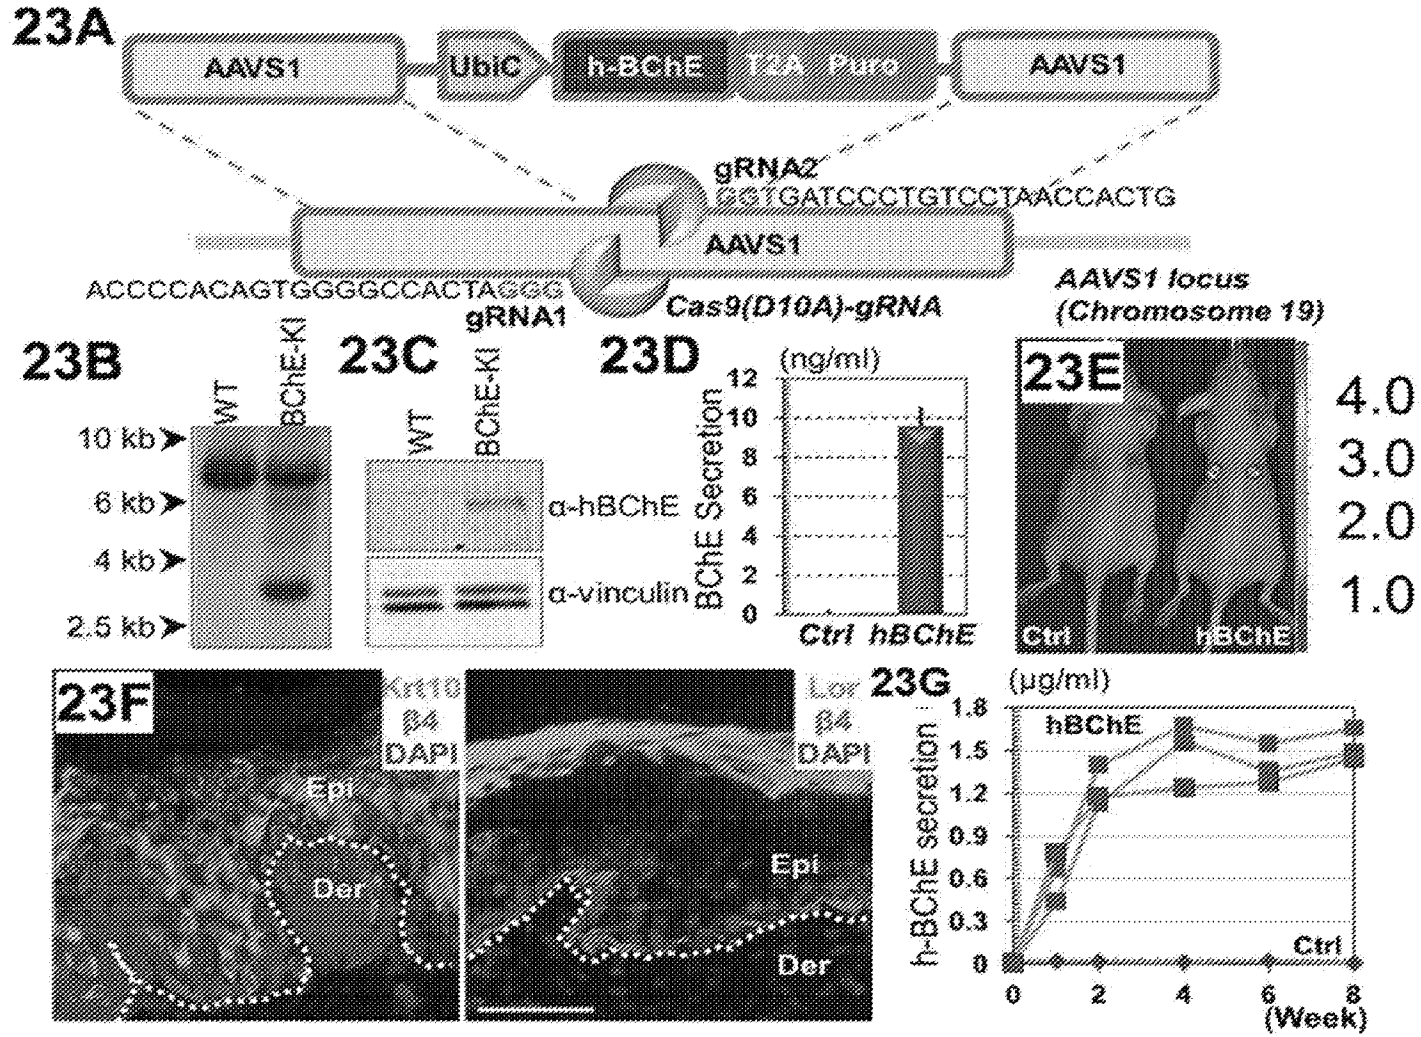 23A
AAVS1 UbiC h-BChE T2A Puro AAVS1
gRNA2
GGTGATCCCTGTCCTAACCACTG
AAVS1
ACCCCACAGTGGGGCCACTAGGG
gRNA1
Cas9(D10A)-gRNA
AAVS1 locus
(Chromosome 19)
23B
WT
BChE-KI
10 kb
6 kb
4 kb
2.5 kb
23C
WT
BChE-KI
α-hBChE
α-vinculin
23D
(ng/ml)
BChE Secretion
12
10
8
6
4
2
0
Ctrl hBChE
23E
Ctrl hBChE
4.0
3.0
2.0
1.0
23F
Krt10
β4
DAPI
Epi
Der
Lor
β4
DAPI
Epi
Der
23G
(µg/ml)
h-BChE secretion
1.8
1.5
1.2
0.9
0.6
0.3
0
hBChE
Ctrl
0 2 4 6 8
(Week)